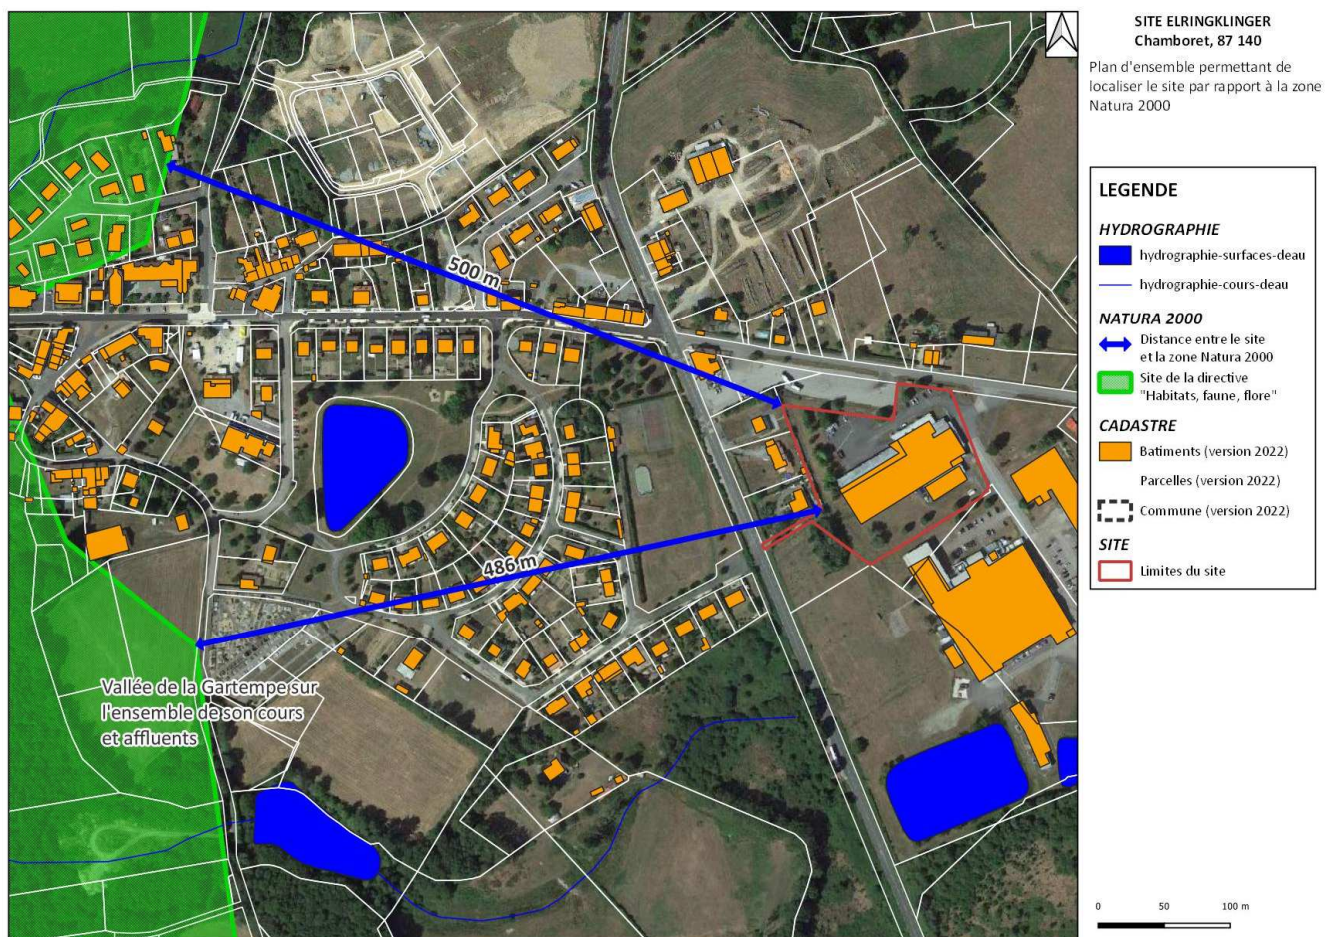 SITE ELRINGKLINGER
Chamboret, 87 140
Plan d'ensemble permettant de
localiser le site par rapport à la zone
Natura 2000
LEGENDE
HYDROGRAPHIE
hydrographie-surfaces-deau
hydrographie-cours-deau
NATURA 2000
Distance entre le site
et la zone Natura 2000
Site de la directive
"Habitats, faune, flore"
CADASTRE
Batiments (version 2022)
Parcelles (version 2022)
Commune (version 2022)
SITE
Limites du site
500 m
486 m
Vallée de la Gartempe sur
l'ensemble de son cours
et affluents
0 50 100 m